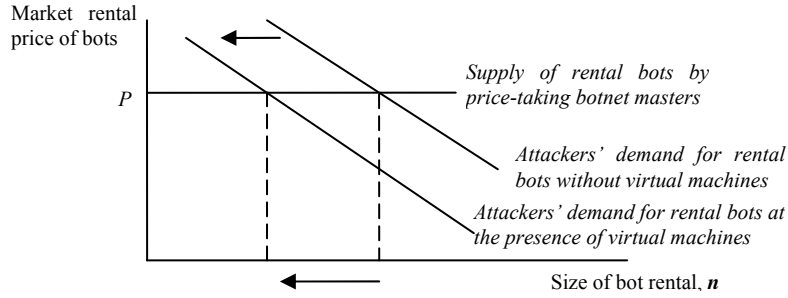 Market rental
price of bots
Supply of rental bots by
price-taking botnet masters
P
Attackers' demand for rental
bots without virtual machines
Attackers' demand for rental bots at
the presence of virtual machines
Size of bot rental, n